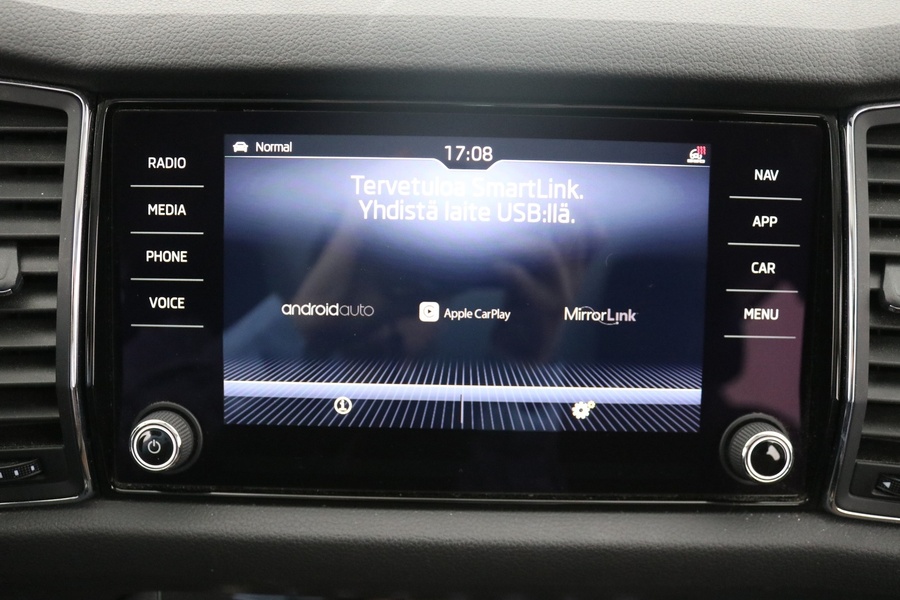 RADIO
MEDIA
PHONE
VOICE
Normal
17:08
Tervetuloa SmartLink.
Yhdistä laite USB:llä.
androidauto
Apple CarPlay
MirrorLink
NAV
APP
CAR
MENU